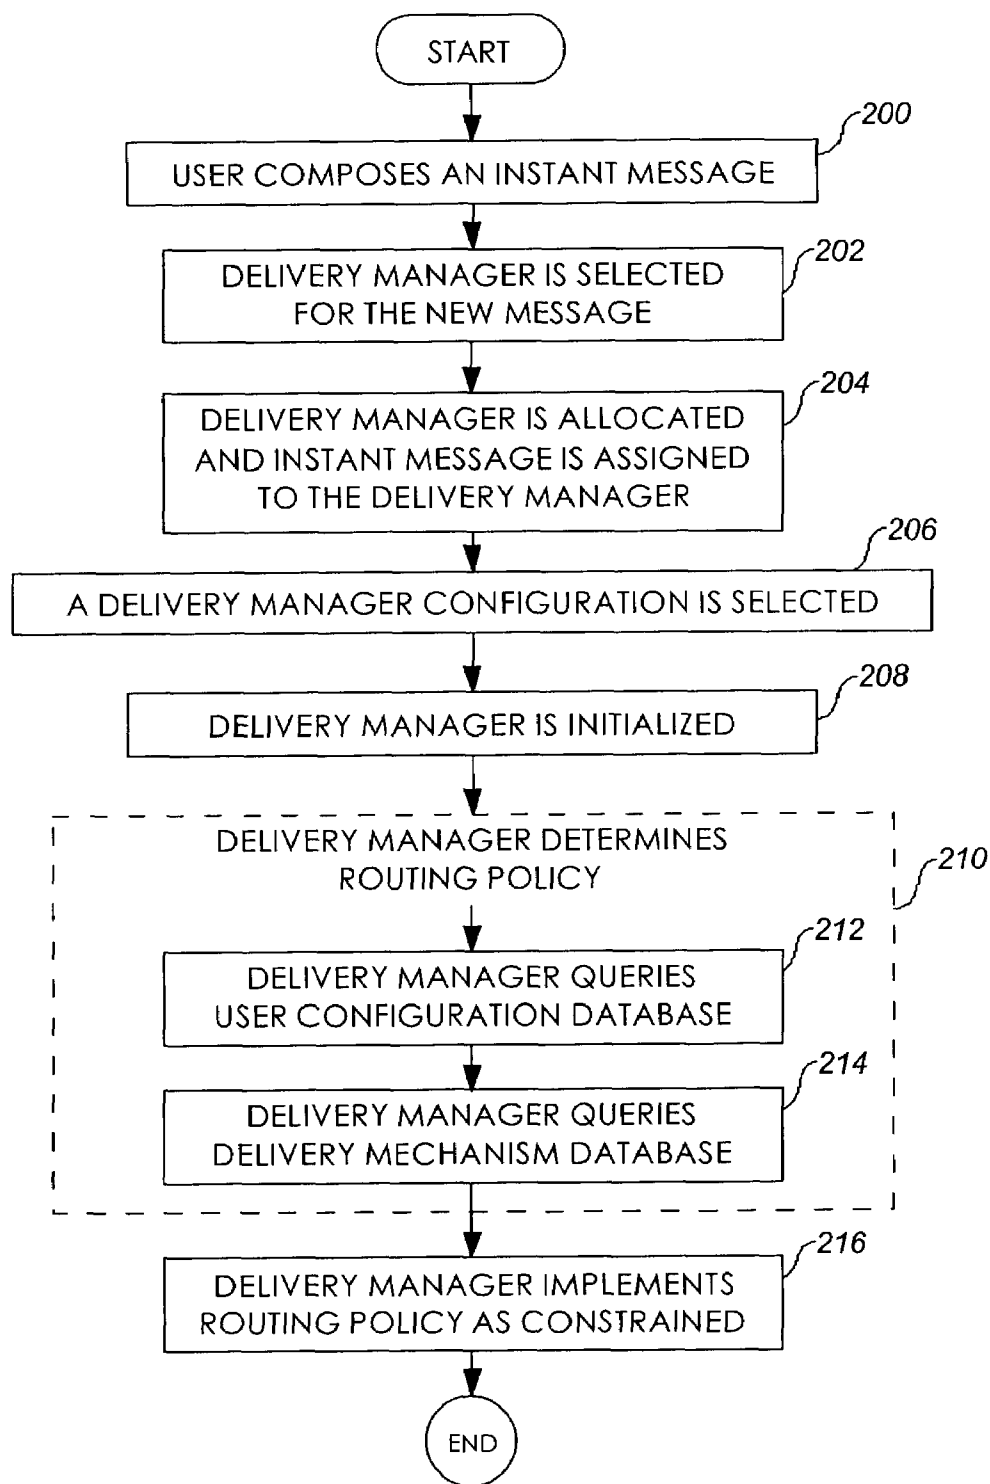 START
200
USER COMPOSES AN INSTANT MESSAGE
202
DELIVERY MANAGER IS SELECTED
FOR THE NEW MESSAGE
204
DELIVERY MANAGER IS ALLOCATED
AND INSTANT MESSAGE IS ASSIGNED
TO THE DELIVERY MANAGER
206
A DELIVERY MANAGER CONFIGURATION IS SELECTED
208
DELIVERY MANAGER IS INITIALIZED
DELIVERY MANAGER DETERMINES
ROUTING POLICY
210
212
DELIVERY MANAGER QUERIES
USER CONFIGURATION DATABASE
214
DELIVERY MANAGER QUERIES
DELIVERY MECHANISM DATABASE
216
DELIVERY MANAGER IMPLEMENTS
ROUTING POLICY AS CONSTRAINED
END